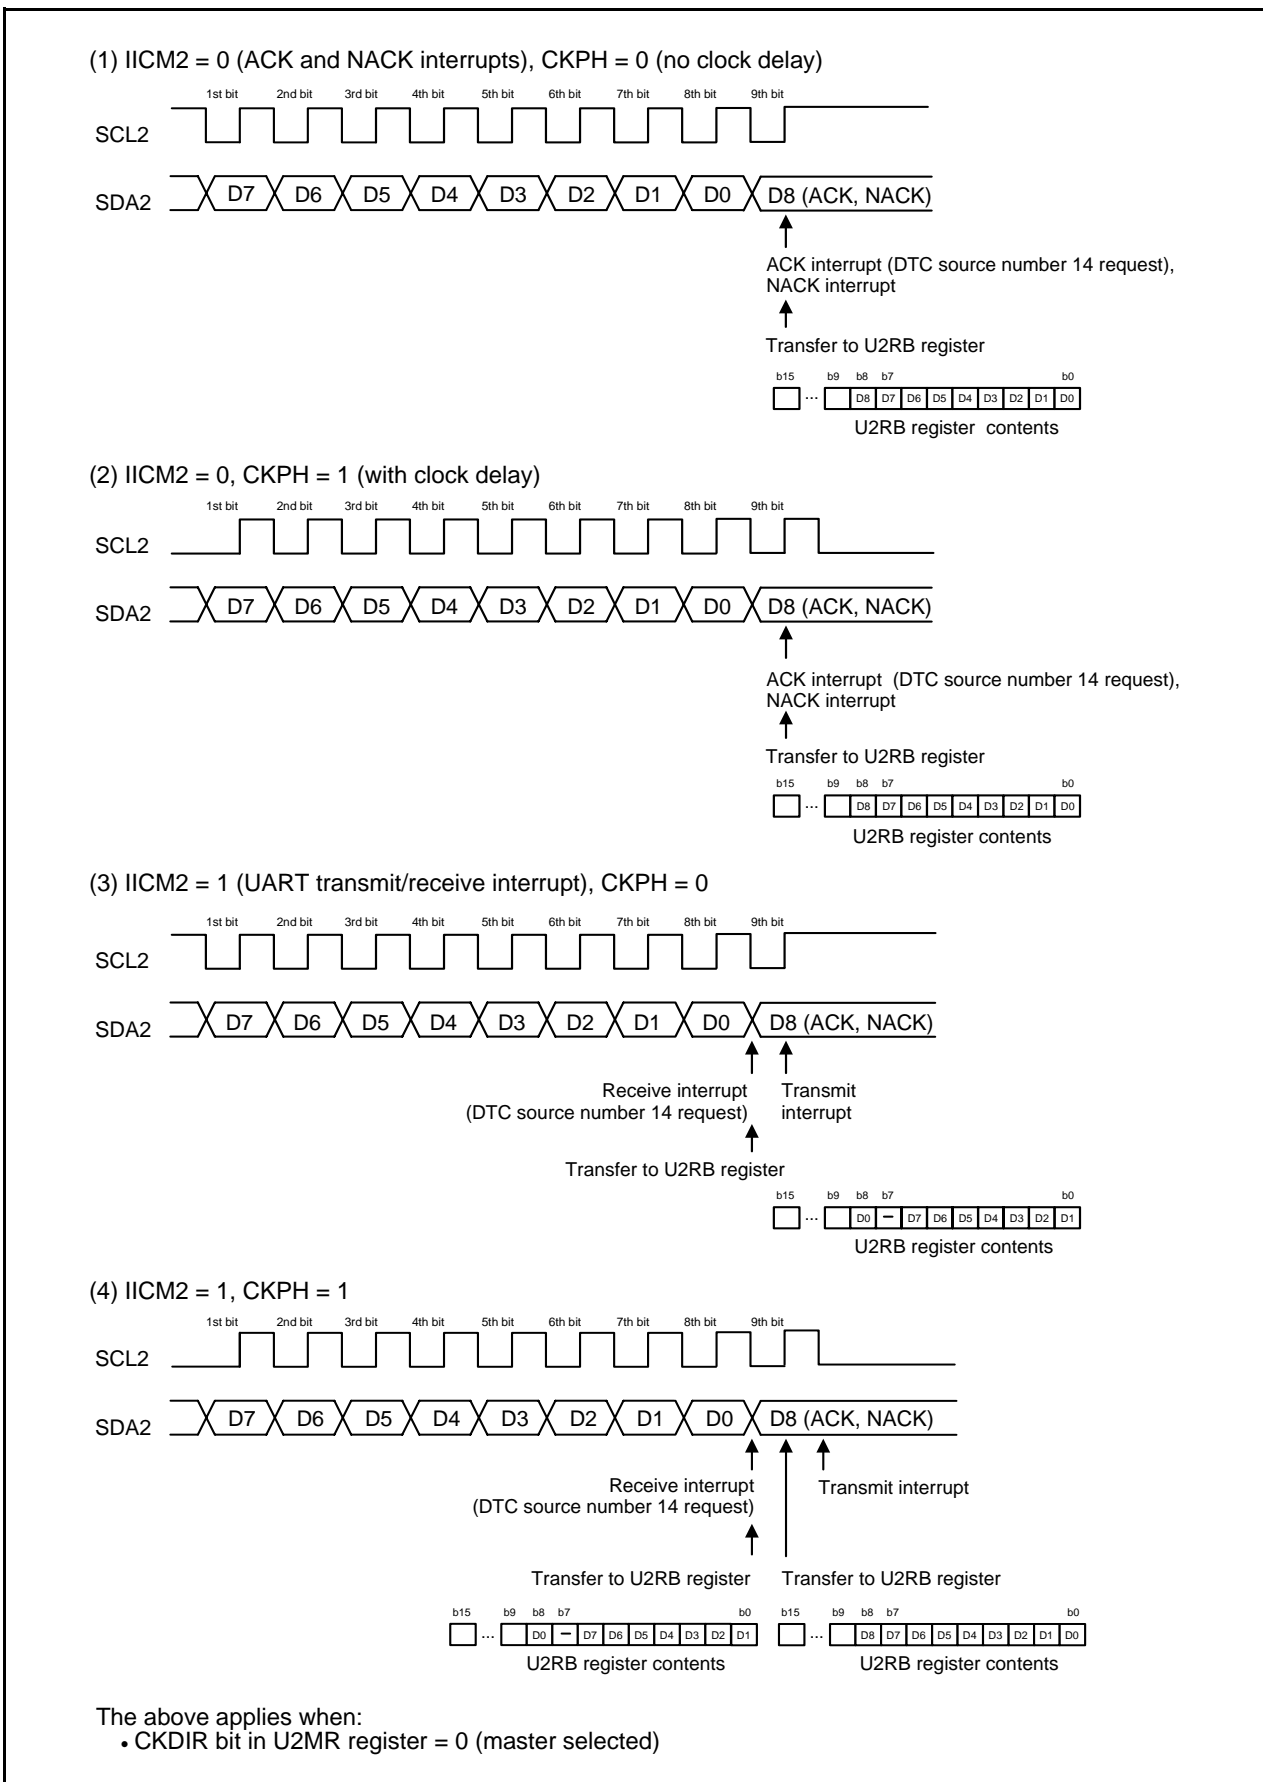 (1) IICM2 = 0 (ACK and NACK interrupts), CKPH = 0 (no clock delay)
1st bit 2nd bit 3rd bit 4th bit 5th bit 6th bit 7th bit 8th bit 9th bit
SCL2
SDA2 D7 D6 D5 D4 D3 D2 D1 D0 D8 (ACK, NACK)
ACK interrupt (DTC source number 14 request),
NACK interrupt
Transfer to U2RB register
b15 b9 b8 b7 b0
... D8 D7 D6 D5 D4 D3 D2 D1 D0
U2RB register contents
(2) IICM2 = 0, CKPH = 1 (with clock delay)
1st bit 2nd bit 3rd bit 4th bit 5th bit 6th bit 7th bit 8th bit 9th bit
SCL2
SDA2 D7 D6 D5 D4 D3 D2 D1 D0 D8 (ACK, NACK)
ACK interrupt (DTC source number 14 request),
NACK interrupt
Transfer to U2RB register
b15 b9 b8 b7 b0
... D8 D7 D6 D5 D4 D3 D2 D1 D0
U2RB register contents
(3) IICM2 = 1 (UART transmit/receive interrupt), CKPH = 0
1st bit 2nd bit 3rd bit 4th bit 5th bit 6th bit 7th bit 8th bit 9th bit
SCL2
SDA2 D7 D6 D5 D4 D3 D2 D1 D0 D8 (ACK, NACK)
Receive interrupt
(DTC source number 14 request)
Transmit
interrupt
Transfer to U2RB register
b15 b9 b8 b7 b0
... D0 – D7 D6 D5 D4 D3 D2 D1
U2RB register contents
(4) IICM2 = 1, CKPH = 1
1st bit 2nd bit 3rd bit 4th bit 5th bit 6th bit 7th bit 8th bit 9th bit
SCL2
SDA2 D7 D6 D5 D4 D3 D2 D1 D0 D8 (ACK, NACK)
Receive interrupt
(DTC source number 14 request)
Transmit interrupt
Transfer to U2RB register
b15 b9 b8 b7 b0
... D0 – D7 D6 D5 D4 D3 D2 D1
U2RB register contents
Transfer to U2RB register
b15 b9 b8 b7 b0
... D8 D7 D6 D5 D4 D3 D2 D1 D0
U2RB register contents
The above applies when:
• CKDIR bit in U2MR register = 0 (master selected)